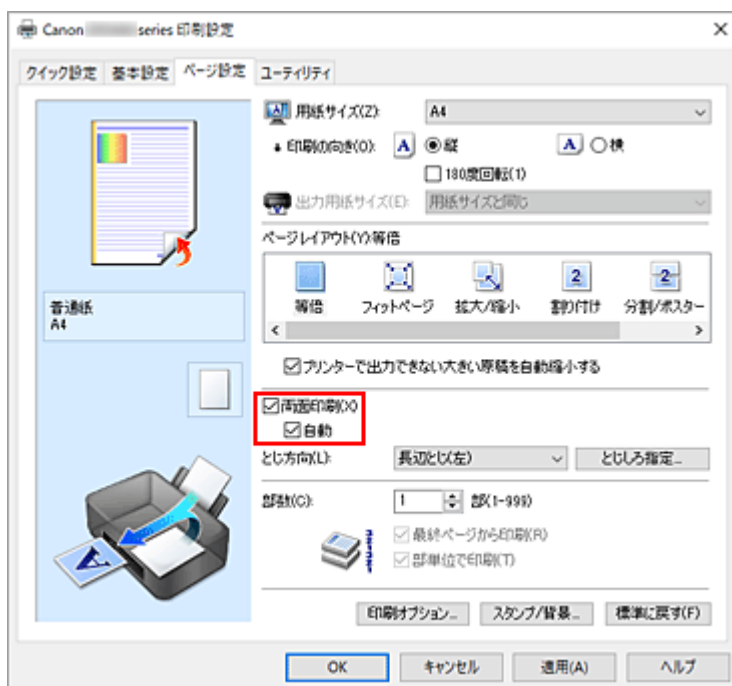 Canon series 印刷設定
クイック設定 基本設定 ページ設定 ユーティリティ
用紙サイズ(Z): A4
印刷の向き(O): A 縦 A 横
180度回転(1)
出力用紙サイズ(E): 用紙サイズと同じ
ページレイアウト(Y):等倍
等倍 フィットページ 拡大/縮小 割り付け 分割/ポスター
普通紙
A4
プリンターで出力できない大きい原稿を自動縮小する
両面印刷(X)
自動
とじ方向(L): 長辺とじ(左) とじしろ指定...
部数(C): 1 部(1-999)
最終ページから印刷(R)
部単位で印刷(T)
印刷オプション... スタンプ/背景... 標準に戻す(F)
OK キャンセル 適用(A) ヘルプ